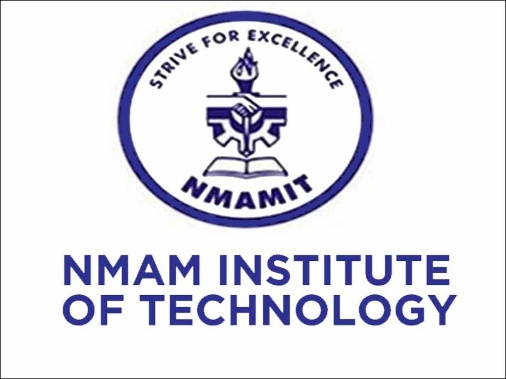 STRIVE FOR EXCELLENCE
NMAMIT
NMAM INSTITUTE
OF TECHNOLOGY